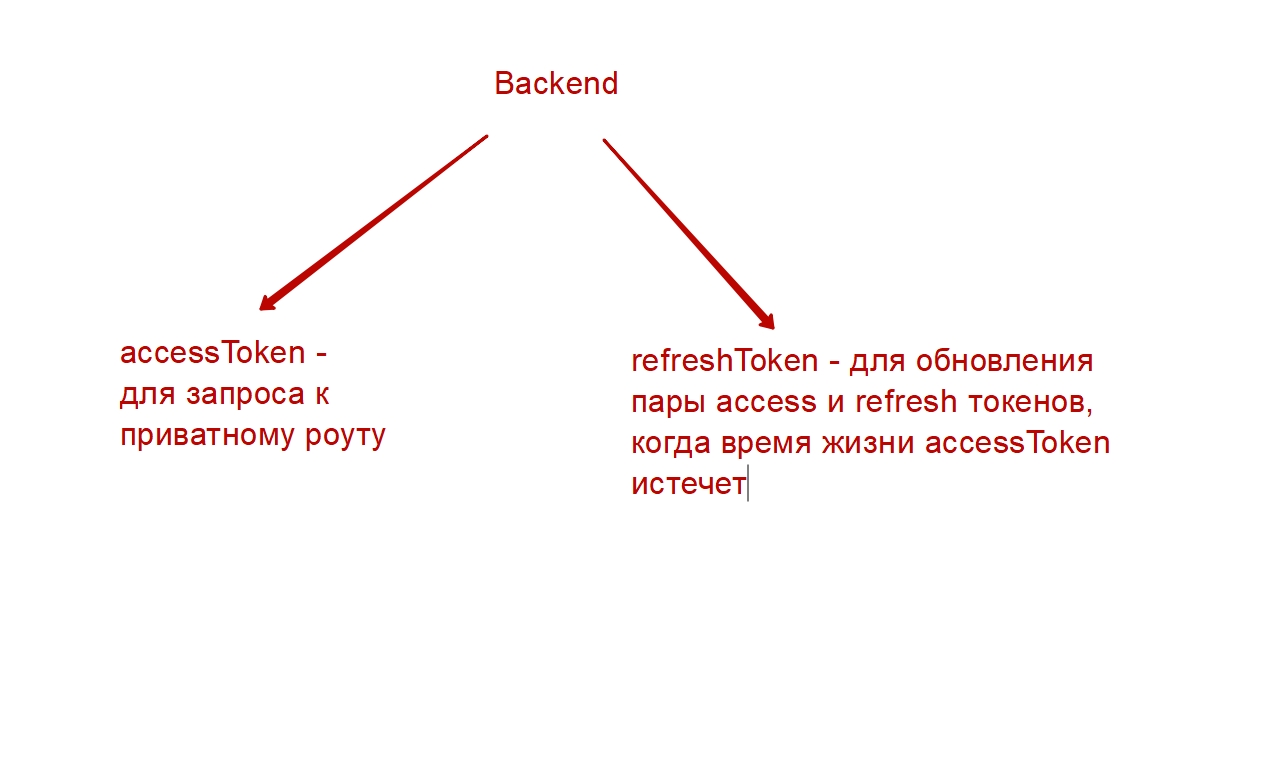 Backend
accessToken -
для запроса к
приватному роуту
refreshToken - для обновления
пары access и refresh токенов,
когда время жизни accessToken
истечет